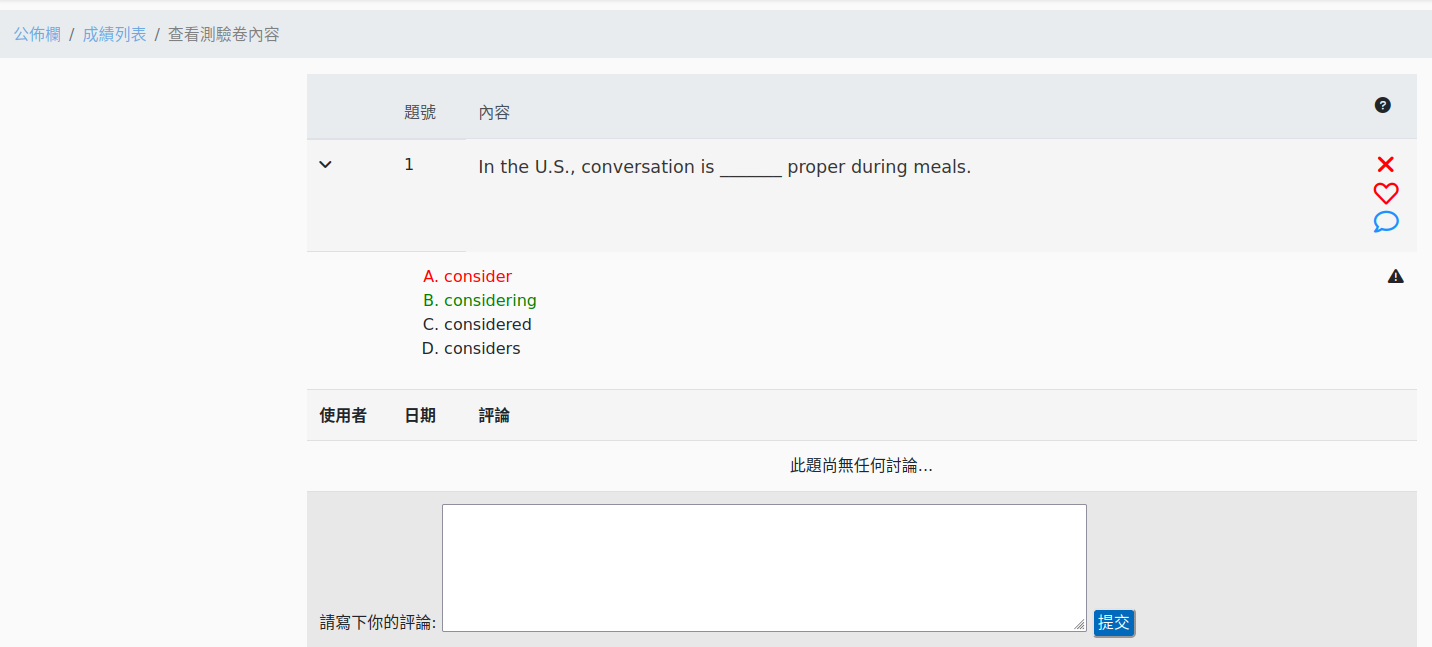 公佈欄 / 成績列表 / 查看測驗卷內容
題號 內容
1 In the U.S., conversation is _______ proper during meals.
A. consider
B. considering
C. considered
D. considers
使用者 日期 評論
此題尚無任何討論...
請寫下你的評論: 提交